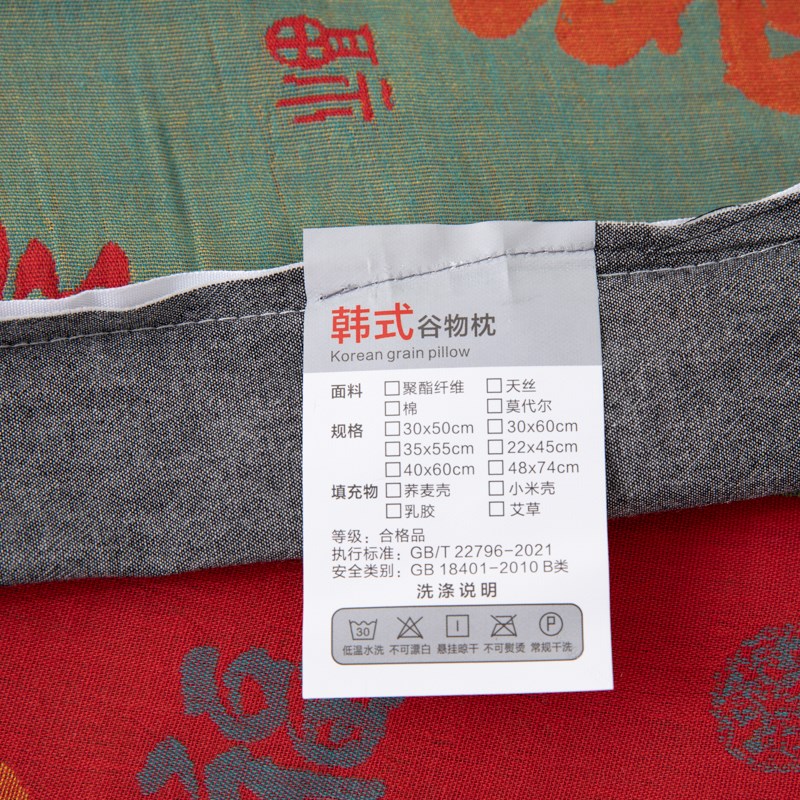 韩式谷物枕
Korean grain pillow
面料 □聚酯纤维 □天丝
□棉 □莫代尔
规格 □30x50cm □30x60cm
□35x55cm □22x45cm
□40x60cm □48x74cm
填充物 □荞麦壳 □小米壳
□乳胶 □艾草
等级：合格品
执行标准：GB/T 22796-2021
安全类别：GB 18401-2010 B类
洗涤说明
30 P
低温水洗 不可漂白 悬挂晾干 不可熨烫 常规干洗